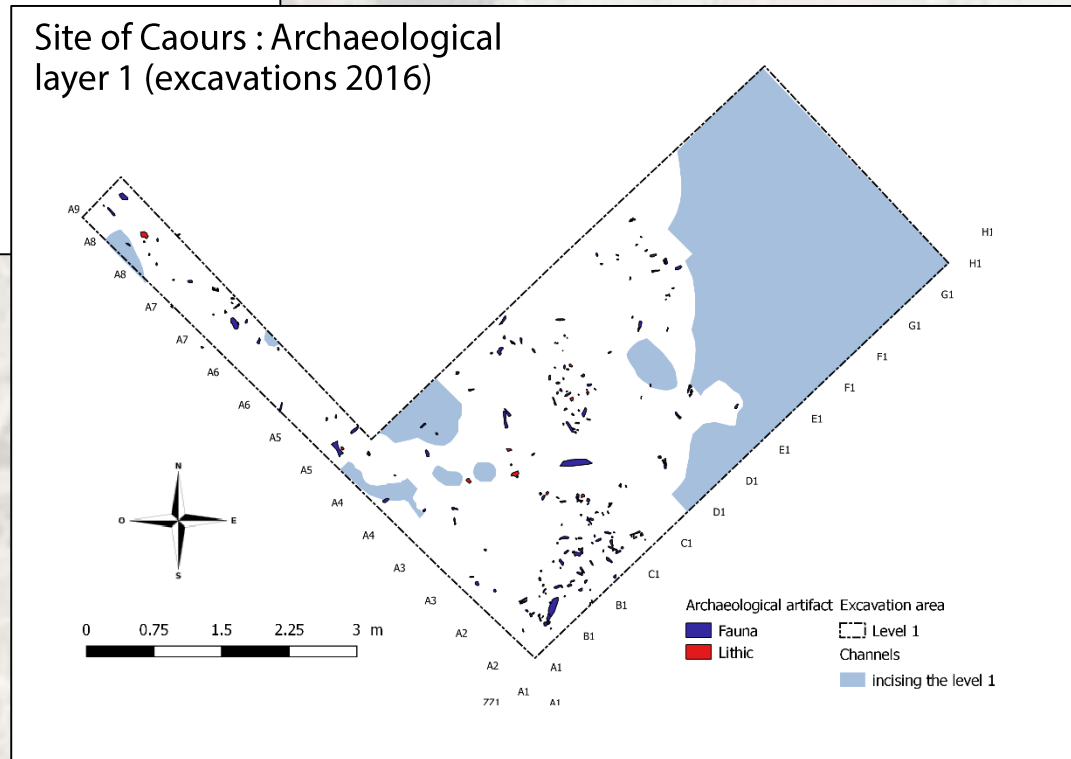 Site of Caours : Archaeological
layer 1 (excavations 2016)
A9
A8
A8
A7
A7
A6
A6
A5
A5
A4
A4
A3
A3
A2
A2
A1
771
A1
A1
B1
B1
C1
C1
D1
D1
E1
E1
F1
F1
G1
G1
H1
H1
N
O
E
S
0 0.75 1.5 2.25 3 m
Archaeological artifact
Fauna
Lithic
Excavation area
Level 1
Channels
incising the level 1